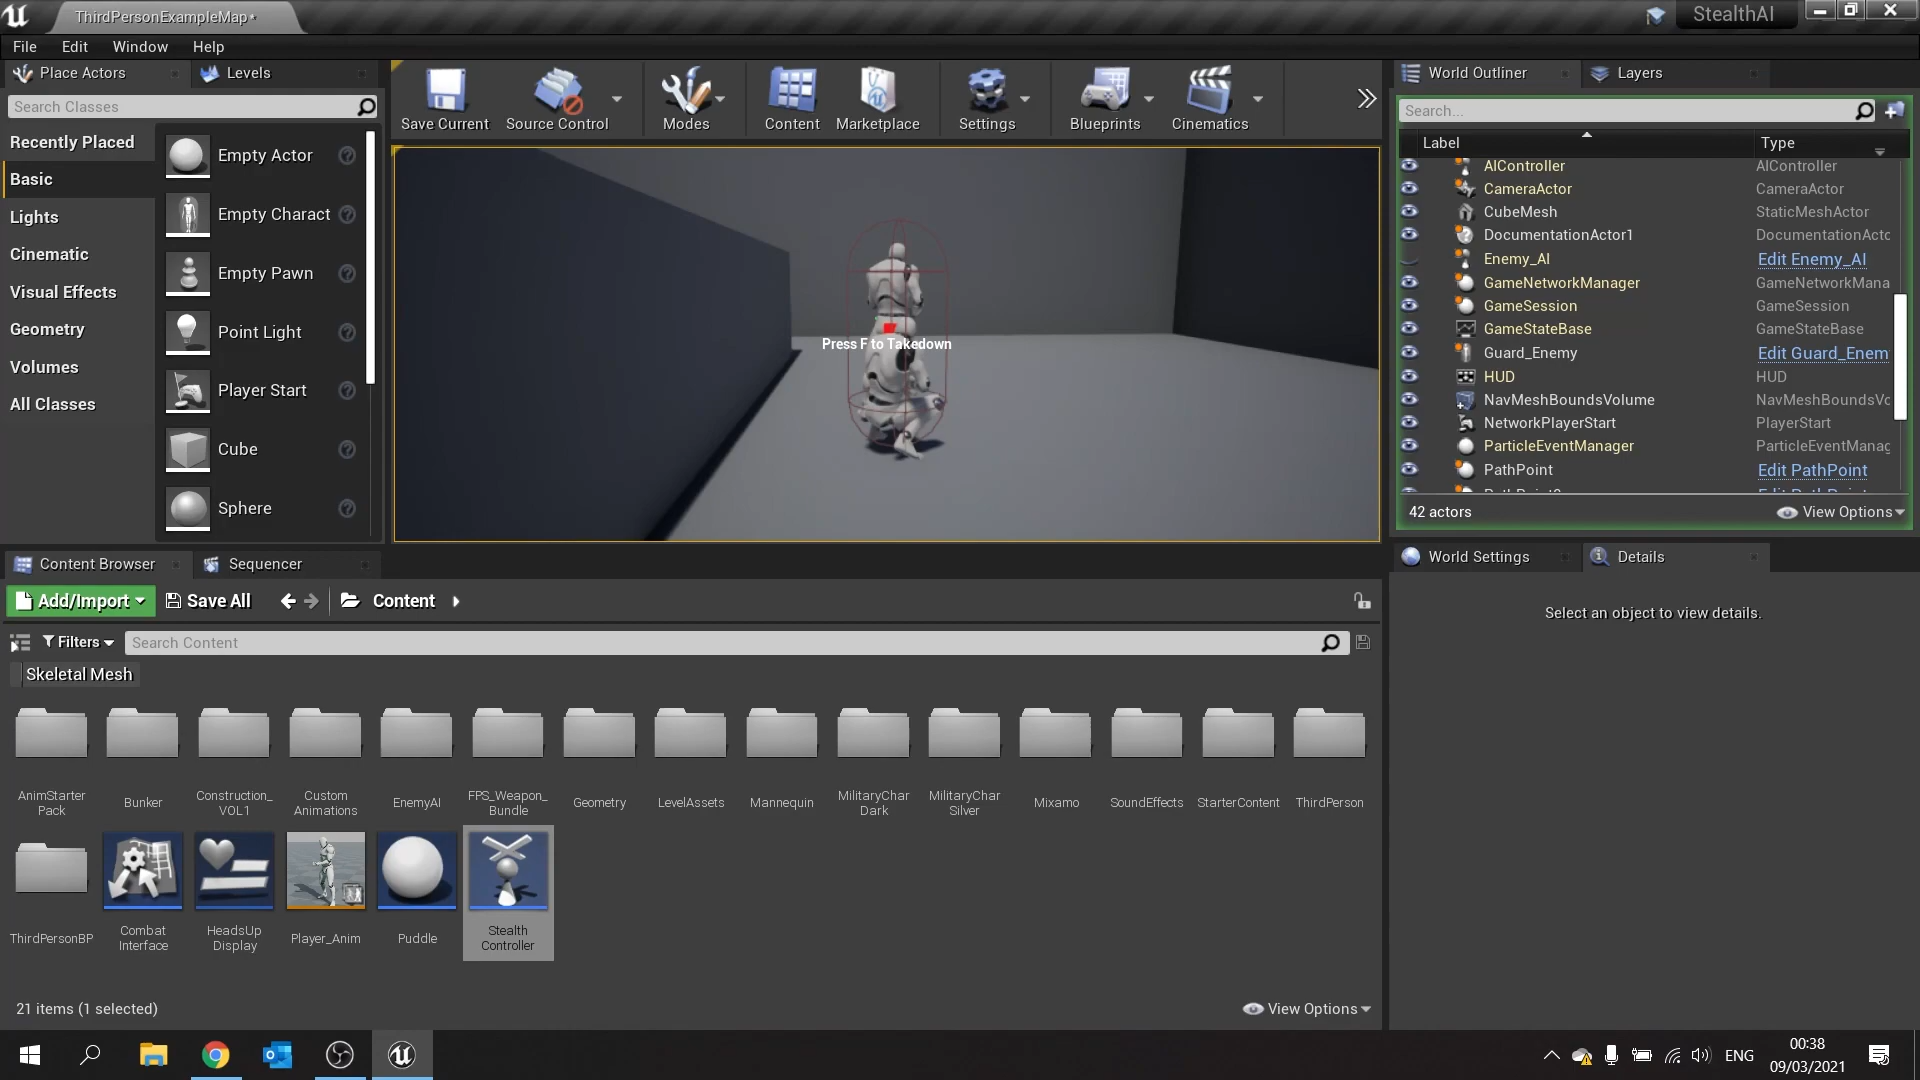 ThirdPersonExampleMap*
StealthAI
File Edit Window Help
Place Actors
Levels
Search Classes
Recently Placed
Basic
Lights
Cinematic
Visual Effects
Geometry
Volumes
All Classes
Empty Actor
Empty Charact
Empty Pawn
Point Light
Player Start
Cube
Sphere
Save Current
Source Control
Modes
Content
Marketplace
Settings
Blueprints
Cinematics
Press F to Takedown
World Outliner
Layers
Search...
Label Type
AIController AIController
CameraActor CameraActor
CubeMesh StaticMeshActor
DocumentationActor1 DocumentationActo
Enemy_AI Edit Enemy_AI
GameNetworkManager GameNetworkMana
GameSession GameSession
GameStateBase GameStateBase
Guard_Enemy Edit Guard_Enem
HUD HUD
NavMeshBoundsVolume NavMeshBoundsVo
NetworkPlayerStart PlayerStart
ParticleEventManager ParticleEventManag
PathPoint Edit PathPoint
42 actors
View Options
World Settings
Details
Select an object to view details.
Content Browser
Sequencer
Add/Import
Save All
Content
Filters
Search Content
Skeletal Mesh
AnimStarter
Pack
Bunker
Construction_
VOL1
Custom
Animations
EnemyAI
FPS_Weapon_
Bundle
Geometry
LevelAssets
Mannequin
MilitaryChar
Dark
MilitaryChar
Silver
Mixamo
SoundEffects
StarterContent
ThirdPerson
ThirdPersonBP
Combat
Interface
HeadsUp
Display
Player_Anim
Puddle
Stealth
Controller
21 items (1 selected)
View Options
ENG
00:38
09/03/2021